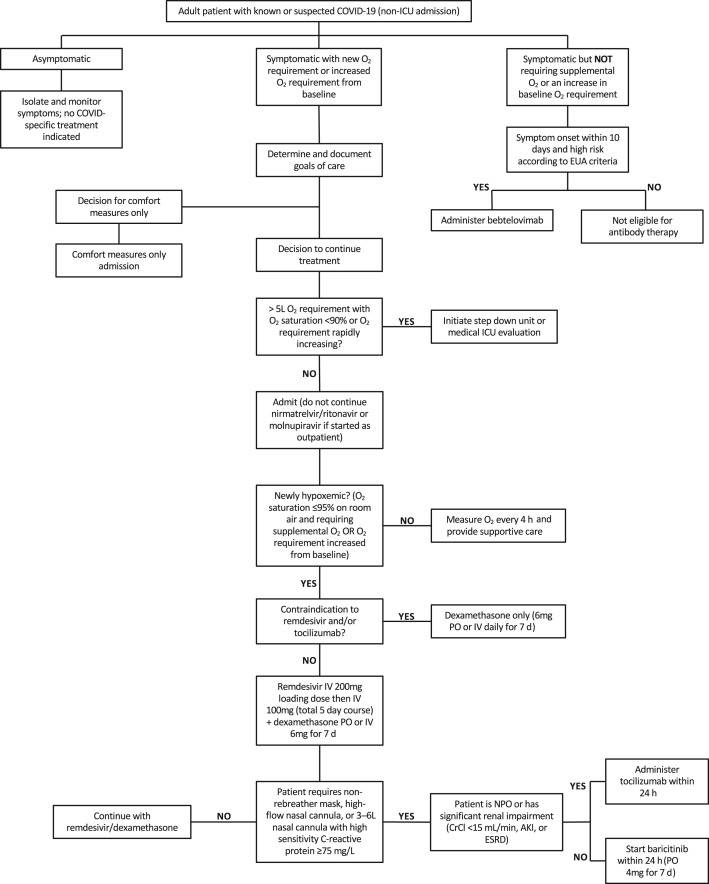 Adult patient with known or suspected COVID-19 (non-ICU admission)
Asymptomatic
Isolate and monitor
symptoms; no COVID-
specific treatment
indicated
Symptomatic with new O₂
requirement or increased
O₂ requirement from
baseline
Symptomatic but NOT
requiring supplemental
O₂ or an increase in
baseline O₂ requirement
Determine and document
goals of care
Symptom onset within 10
days and high risk
according to EUA criteria
YES
NO
Administer bebtelovimab
Not eligible for
antibody therapy
Decision for comfort
measures only
Comfort measures only
admission
Decision to continue
treatment
> 5L O₂ requirement with
O₂ saturation <90% or O₂
requirement rapidly
increasing?
YES
Initiate step down unit or
medical ICU evaluation
NO
Admit (do not continue
nirmatrelvir/ritonavir or
molnupiravir if started as
outpatient)
Newly hypoxemic? (O₂
saturation ≤95% on room
air and requiring
supplemental O₂ OR O₂
requirement increased
from baseline)
NO
Measure O₂ every 4 h and
provide supportive care
YES
Contraindication to
remdesivir and/or
tocilizumab?
YES
Dexamethasone only (6mg
PO or IV daily for 7 d)
NO
Remdesivir IV 200mg
loading dose then IV
100mg (total 5 day course)
+ dexamethasone PO or IV
6mg for 7 d
Patient requires non-
rebreather mask, high-
flow nasal cannula, or 3–6L
nasal cannula with high
sensitivity C-reactive
protein ≥75 mg/L
NO
Continue with
remdesivir/dexamethasone
YES
Patient is NPO or has
significant renal impairment
(CrCl <15 mL/min, AKI, or
ESRD)
YES
Administer
tocilizumab within
24 h
NO
Start baricitinib
within 24 h (PO
4mg for 7 d)